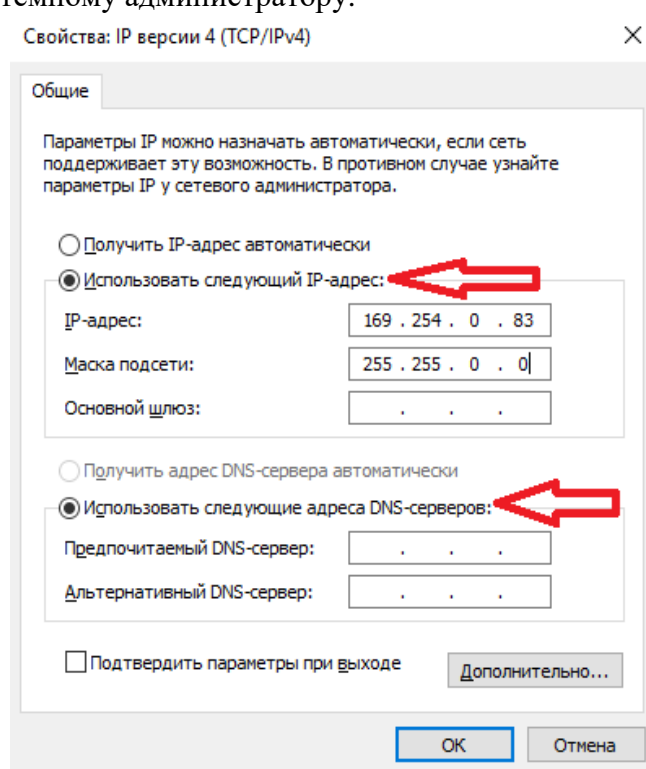 темному администратору.
Свойства: IP версии 4 (TCP/IPv4)
Общие
Параметры IP можно назначать автоматически, если сеть
поддерживает эту возможность. В противном случае узнайте
параметры IP у сетевого администратора.
Получить IP-адрес автоматически
Использовать следующий IP-адрес:
IP-адрес: 169 . 254 . 0 . 83
Маска подсети: 255 . 255 . 0 . 0
Основной шлюз: . . .
Получить адрес DNS-сервера автоматически
Использовать следующие адреса DNS-серверов:
Предпочитаемый DNS-сервер: . . .
Альтернативный DNS-сервер: . . .
Подтвердить параметры при выходе
Дополнительно...
ОК Отмена